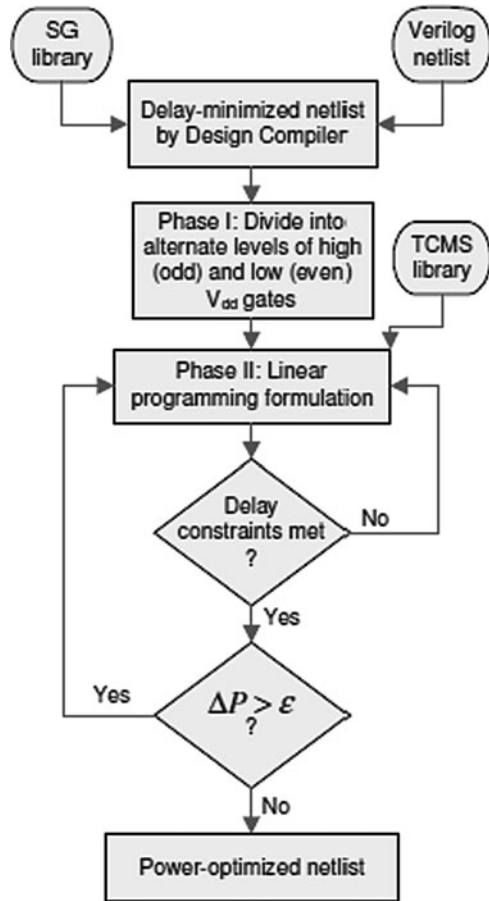 SG
library
Verilog
netlist
Delay-minimized netlist
by Design Compiler
Phase I: Divide into
alternate levels of high
(odd) and low (even)
Vdd gates
TCMS
library
Phase II: Linear
programming formulation
Delay
constraints met
?
No
Yes
ΔP > ε
?
Yes
No
Power-optimized netlist